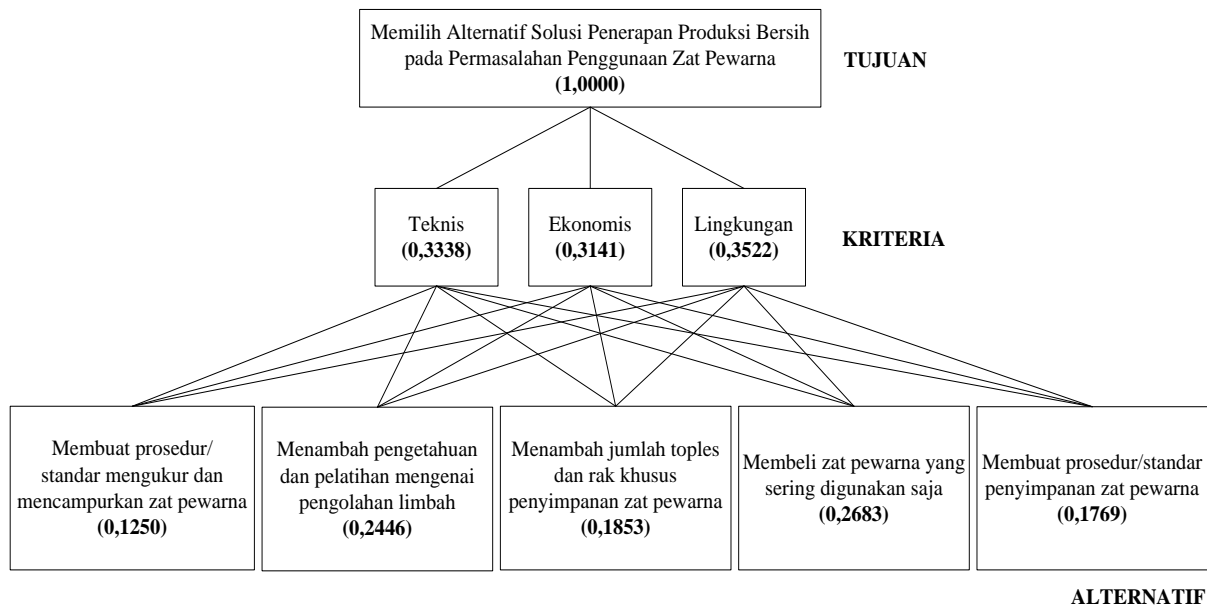 Memilih Alternatif Solusi Penerapan Produksi Bersih
pada Permasalahan Penggunaan Zat Pewarna
(1,0000)
TUJUAN
Teknis
(0,3338)
Ekonomis
(0,3141)
Lingkungan
(0,3522)
KRITERIA
Membuat prosedur/
standar mengukur dan
mencampurkan zat pewarna
(0,1250)
Menambah pengetahuan
dan pelatihan mengenai
pengolahan limbah
(0,2446)
Menambah jumlah toples
dan rak khusus
penyimpanan zat pewarna
(0,1853)
Membeli zat pewarna yang
sering digunakan saja
(0,2683)
Membuat prosedur/standar
penyimpanan zat pewarna
(0,1769)
ALTERNATIF